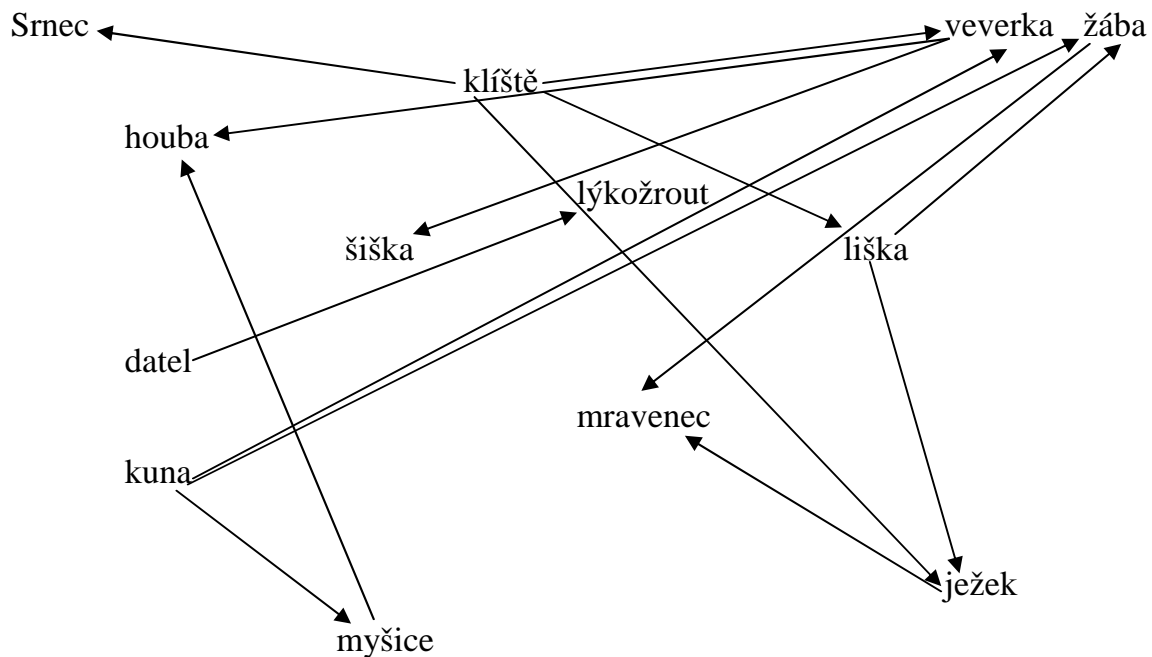 Srnec
veverka žába
klíště
houba
lýkožrout
šiška
liška
datel
mravenec
kuna
ježek
myšice